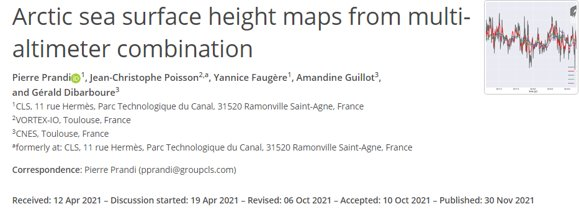 Arctic sea surface height maps from multi-
altimeter combination
Pierre Prandi¹, Jean-Christophe Poisson²,ᵃ, Yannice Faugère¹, Amandine Guillot³,
and Gérald Dibarboure³
¹CLS, 11 rue Hermès, Parc Technologique du Canal, 31520 Ramonville Saint-Agne, France
²VORTEX-IO, Toulouse, France
³CNES, Toulouse, France
ᵃformerly at: CLS, 11 rue Hermès, Parc Technologique du Canal, 31520 Ramonville Saint-Agne, France
Correspondence: Pierre Prandi (pprandi@groupcls.com)
Received: 12 Apr 2021 – Discussion started: 19 Apr 2021 – Revised: 06 Oct 2021 – Accepted: 10 Oct 2021 – Published: 30 Nov 2021